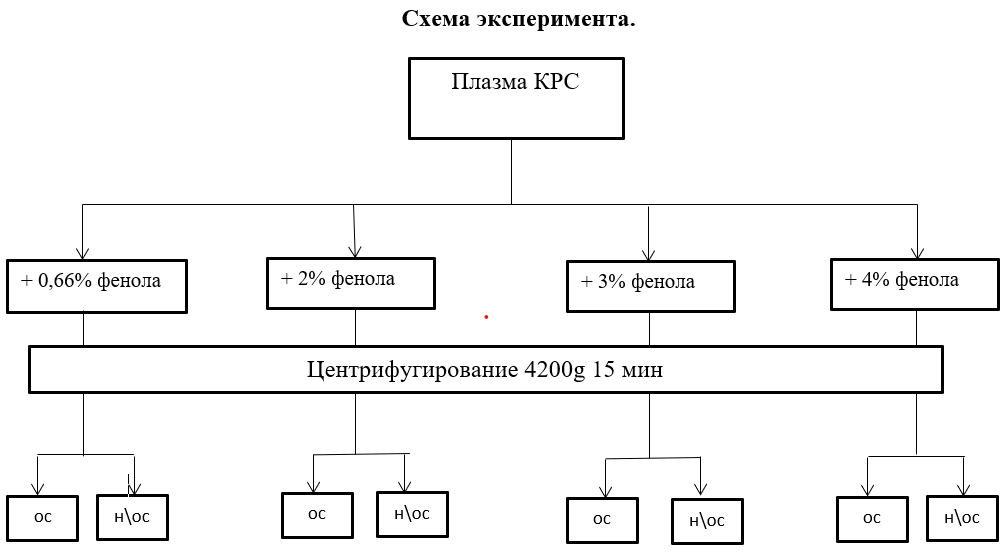 Схема эксперимента.
Плазма КРС
+ 0,66% фенола
+ 2% фенола
+ 3% фенола
+ 4% фенола
Центрифугирование 4200g 15 мин
ос
н\ос
ос
н\ос
ос
н\ос
ос
н\ос